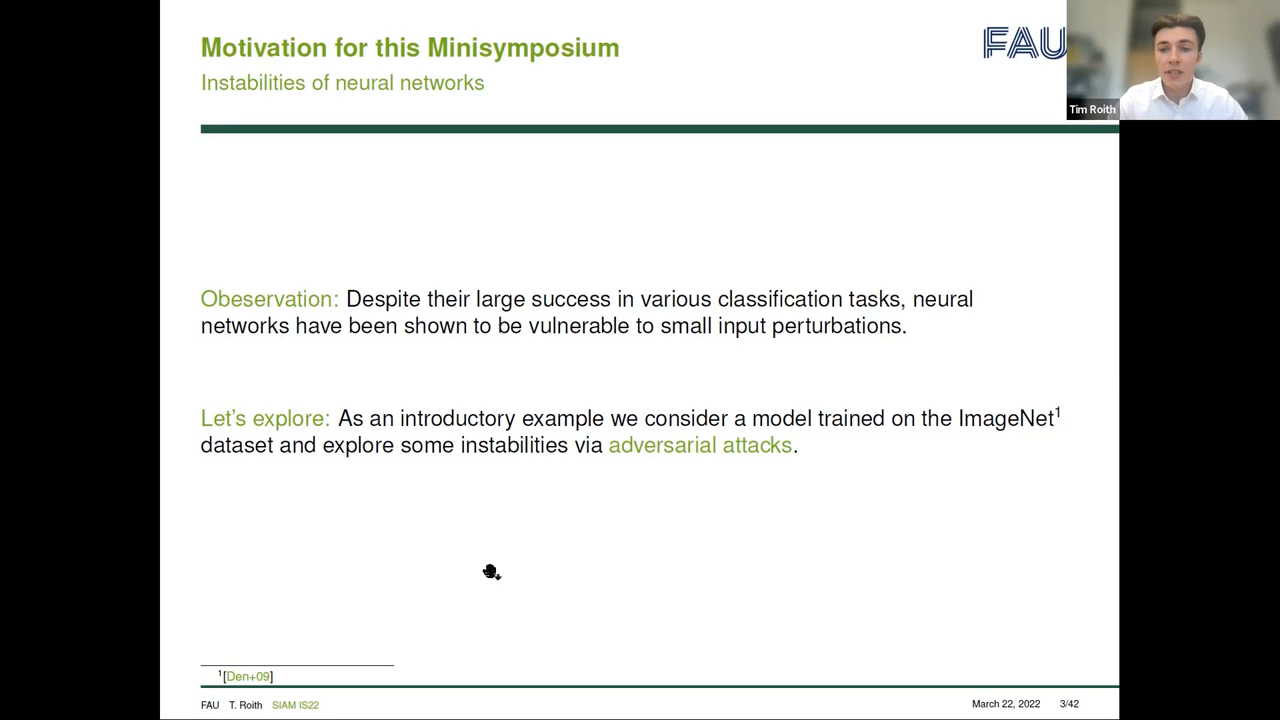 Motivation for this Minisymposium
Instabilities of neural networks
FAU
Tim Roith
Obeservation: Despite their large success in various classification tasks, neural
networks have been shown to be vulnerable to small input perturbations.
Let's explore: As an introductory example we consider a model trained on the ImageNet¹
dataset and explore some instabilities via adversarial attacks.
¹[Den+09]
FAU T. Roith SIAM IS22 March 22, 2022 3/42